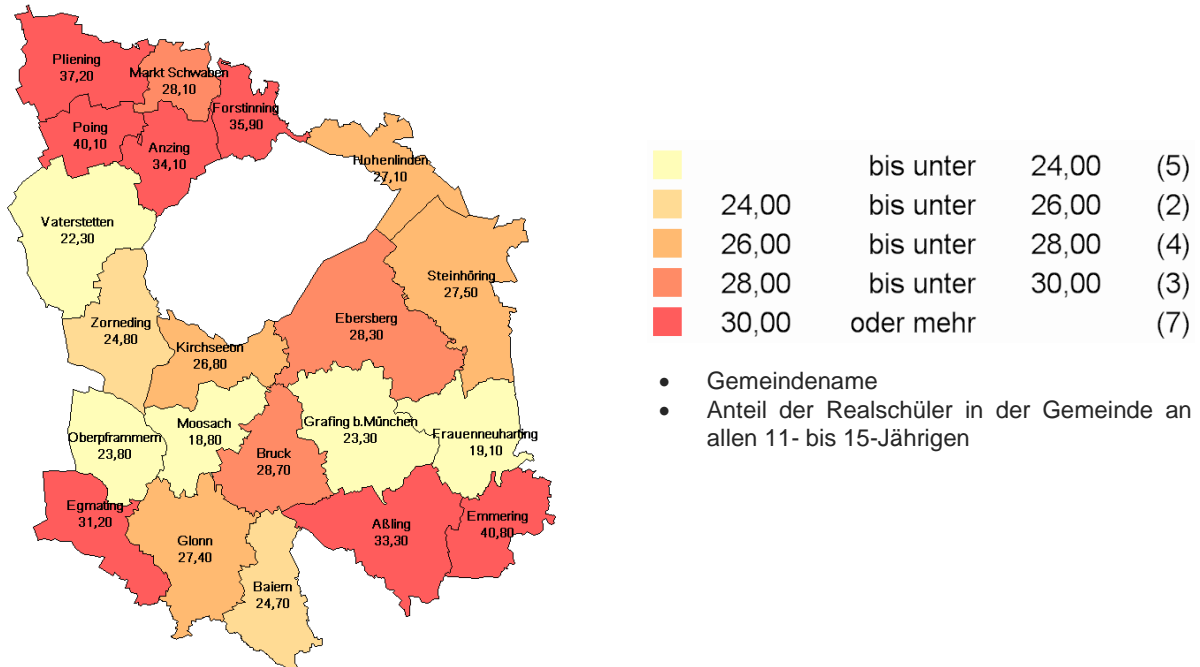 Pliening
37,20
Markt Schwaben
28,10
Forstinning
35,90
Poing
40,10
Anzing
34,10
Hohenlinden
27,10
Vaterstetten
22,30
Steinhöring
27,50
Zorneding
24,80
Ebersberg
28,30
Kirchseeon
26,80
Oberpframmern
23,80
Moosach
18,80
Grafing b.München
23,30
Frauenneuharting
19,10
Bruck
28,70
Egmating
31,20
Glonn
27,40
Aßling
33,30
Emmering
40,80
Baiern
24,70
bis unter 24,00 (5)
24,00 bis unter 26,00 (2)
26,00 bis unter 28,00 (4)
28,00 bis unter 30,00 (3)
30,00 oder mehr (7)
• Gemeindename
• Anteil der Realschüler in der Gemeinde an
allen 11- bis 15-Jährigen